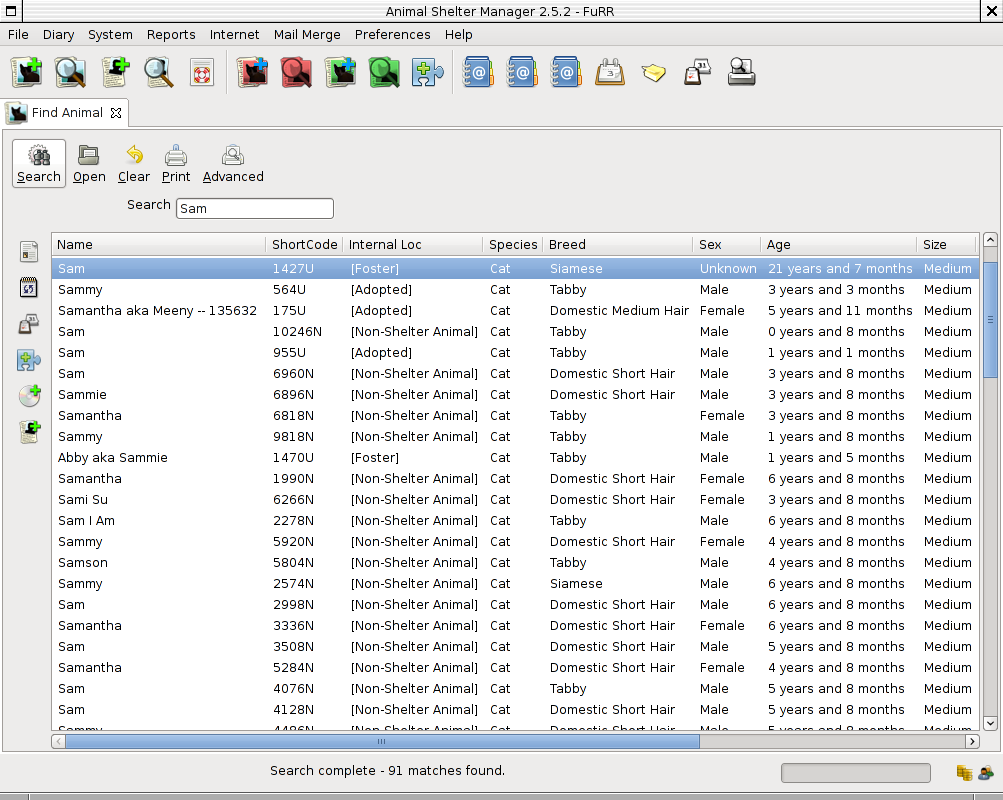 Animal Shelter Manager 2.5.2 - FuRR
File Diary System Reports Internet Mail Merge Preferences Help
Find Animal
Search Open Clear Print Advanced
Search Sam
Name ShortCode Internal Loc Species Breed Sex Age Size
Sam 1427U [Foster] Cat Siamese Unknown 21 years and 7 months Medium
Sammy 564U [Adopted] Cat Tabby Male 3 years and 3 months Medium
Samantha aka Meeny -- 135632 175U [Adopted] Cat Domestic Medium Hair Female 5 years and 11 months Medium
Sam 10246N [Non-Shelter Animal] Cat Tabby Male 0 years and 8 months Medium
Sam 955U [Adopted] Cat Tabby Male 1 years and 1 months Medium
Sam 6960N [Non-Shelter Animal] Cat Domestic Short Hair Male 3 years and 8 months Medium
Sammie 6896N [Non-Shelter Animal] Cat Domestic Short Hair Male 3 years and 8 months Medium
Samantha 6818N [Non-Shelter Animal] Cat Tabby Female 3 years and 8 months Medium
Sammy 9818N [Non-Shelter Animal] Cat Tabby Male 1 years and 8 months Medium
Abby aka Sammie 1470U [Foster] Cat Tabby Male 1 years and 5 months Medium
Samantha 1990N [Non-Shelter Animal] Cat Domestic Short Hair Female 6 years and 8 months Medium
Sami Su 6266N [Non-Shelter Animal] Cat Domestic Short Hair Female 3 years and 8 months Medium
Sam I Am 2278N [Non-Shelter Animal] Cat Tabby Male 6 years and 8 months Medium
Sammy 5920N [Non-Shelter Animal] Cat Domestic Short Hair Female 4 years and 8 months Medium
Samson 5804N [Non-Shelter Animal] Cat Tabby Male 4 years and 8 months Medium
Sammy 2574N [Non-Shelter Animal] Cat Siamese Male 6 years and 8 months Medium
Sam 2998N [Non-Shelter Animal] Cat Domestic Short Hair Male 6 years and 8 months Medium
Samantha 3336N [Non-Shelter Animal] Cat Domestic Short Hair Female 6 years and 8 months Medium
Sam 3508N [Non-Shelter Animal] Cat Domestic Short Hair Male 5 years and 8 months Medium
Samantha 5284N [Non-Shelter Animal] Cat Domestic Short Hair Female 4 years and 8 months Medium
Sam 4076N [Non-Shelter Animal] Cat Tabby Male 5 years and 8 months Medium
Sam 4128N [Non-Shelter Animal] Cat Domestic Short Hair Male 5 years and 8 months Medium
Search complete - 91 matches found.